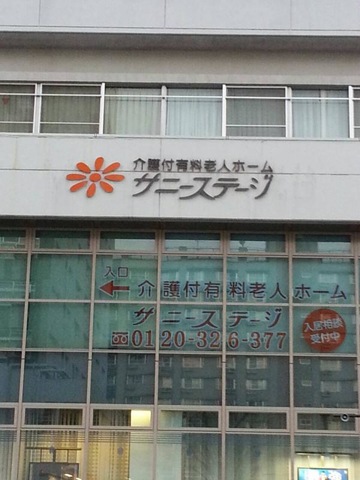 介護付有料老人ホーム
サニーステージ
入口
介護付有料老人ホーム
サニーステージ
0120-326-377
入居相談
受付中